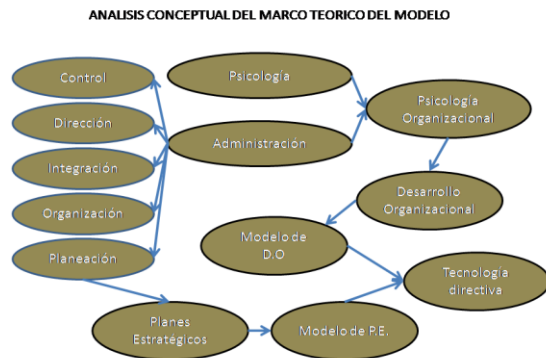 ANALISIS CONCEPTUAL DEL MARCO TEORICO DEL MODELO
Control
Psicología
Psicología
Organizacional
Dirección
Administración
Integración
Desarrollo
Organizacional
Organización
Modelo de
D.O
Planeación
Tecnología
directiva
Planes
Estratégicos
Modelo de P.E.